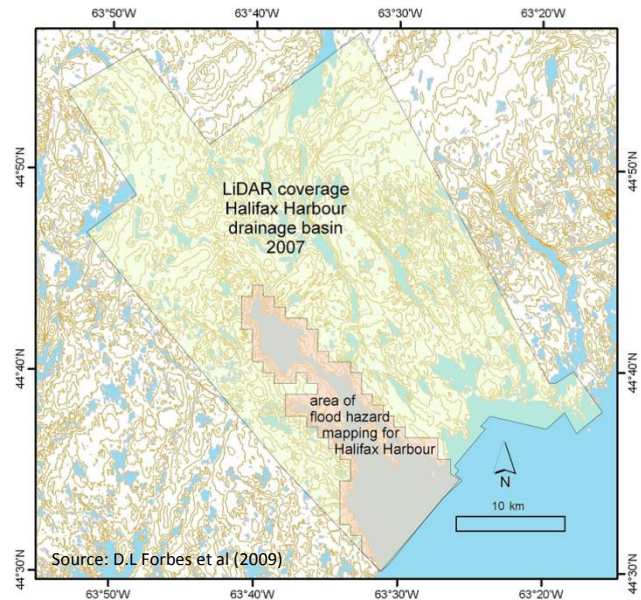 63°50'W 63°40'W 63°30'W 63°20'W
44°50'N 44°50'N
LiDAR coverage
Halifax Harbour
drainage basin
2007
44°40'N 44°40'N
area of
flood hazard
mapping for
Halifax Harbour
N
10 km
Source: D.L Forbes et al (2009)
44°30'N 44°30'N
63°50'W 63°40'W 63°30'W 63°20'W